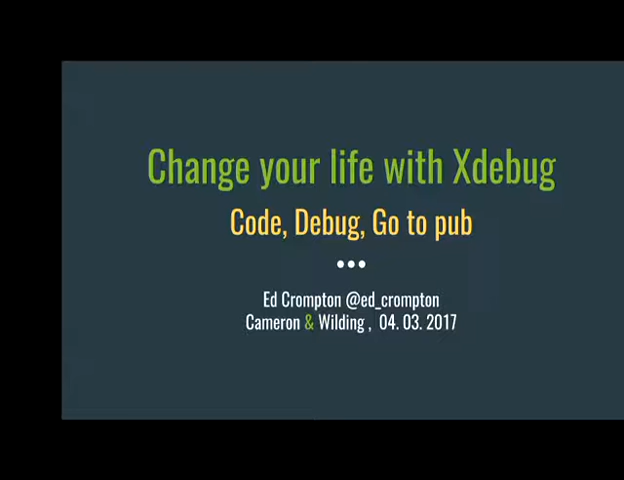 Change your life with Xdebug
Code, Debug, Go to pub
Ed Crompton @ed_crompton
Cameron & Wilding , 04. 03. 2017